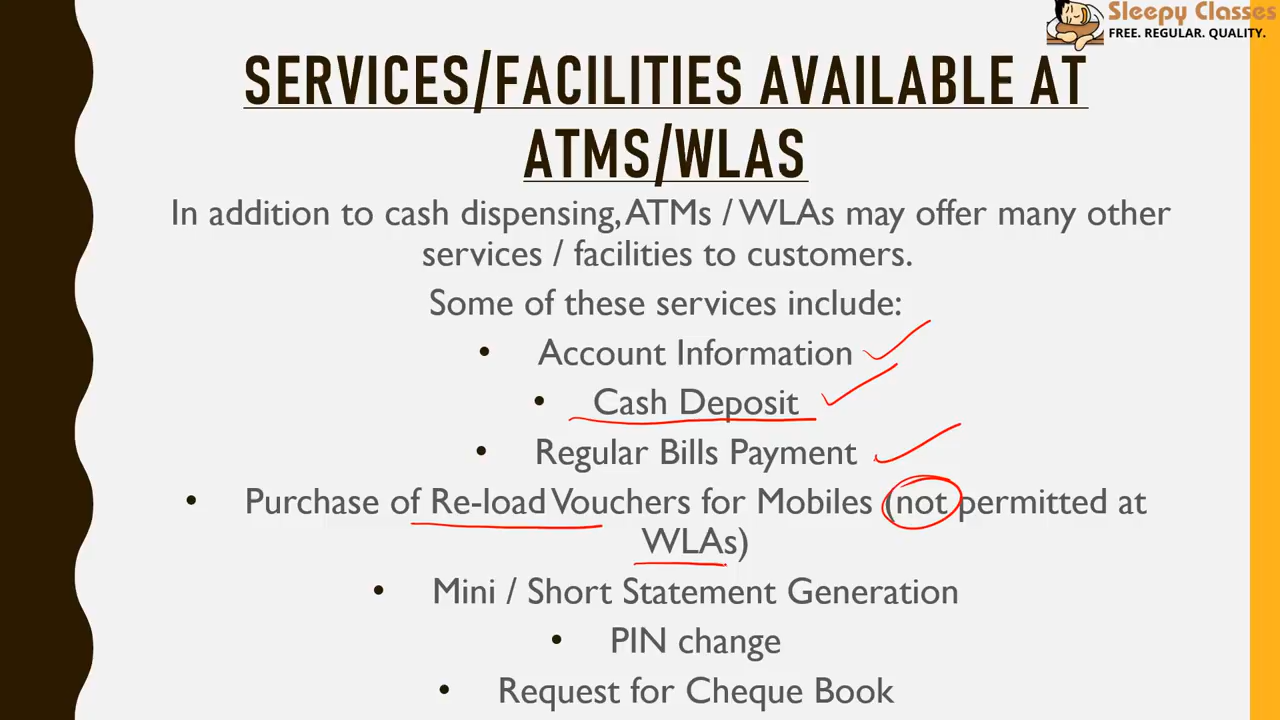 Sleepy Classes
FREE. REGULAR. QUALITY.
SERVICES/FACILITIES AVAILABLE AT
ATMS/WLAS
In addition to cash dispensing, ATMs / WLAs may offer many other
services / facilities to customers.
Some of these services include:
• Account Information
• Cash Deposit
• Regular Bills Payment
• Purchase of Re-load Vouchers for Mobiles (not permitted at
WLAs)
• Mini / Short Statement Generation
• PIN change
• Request for Cheque Book